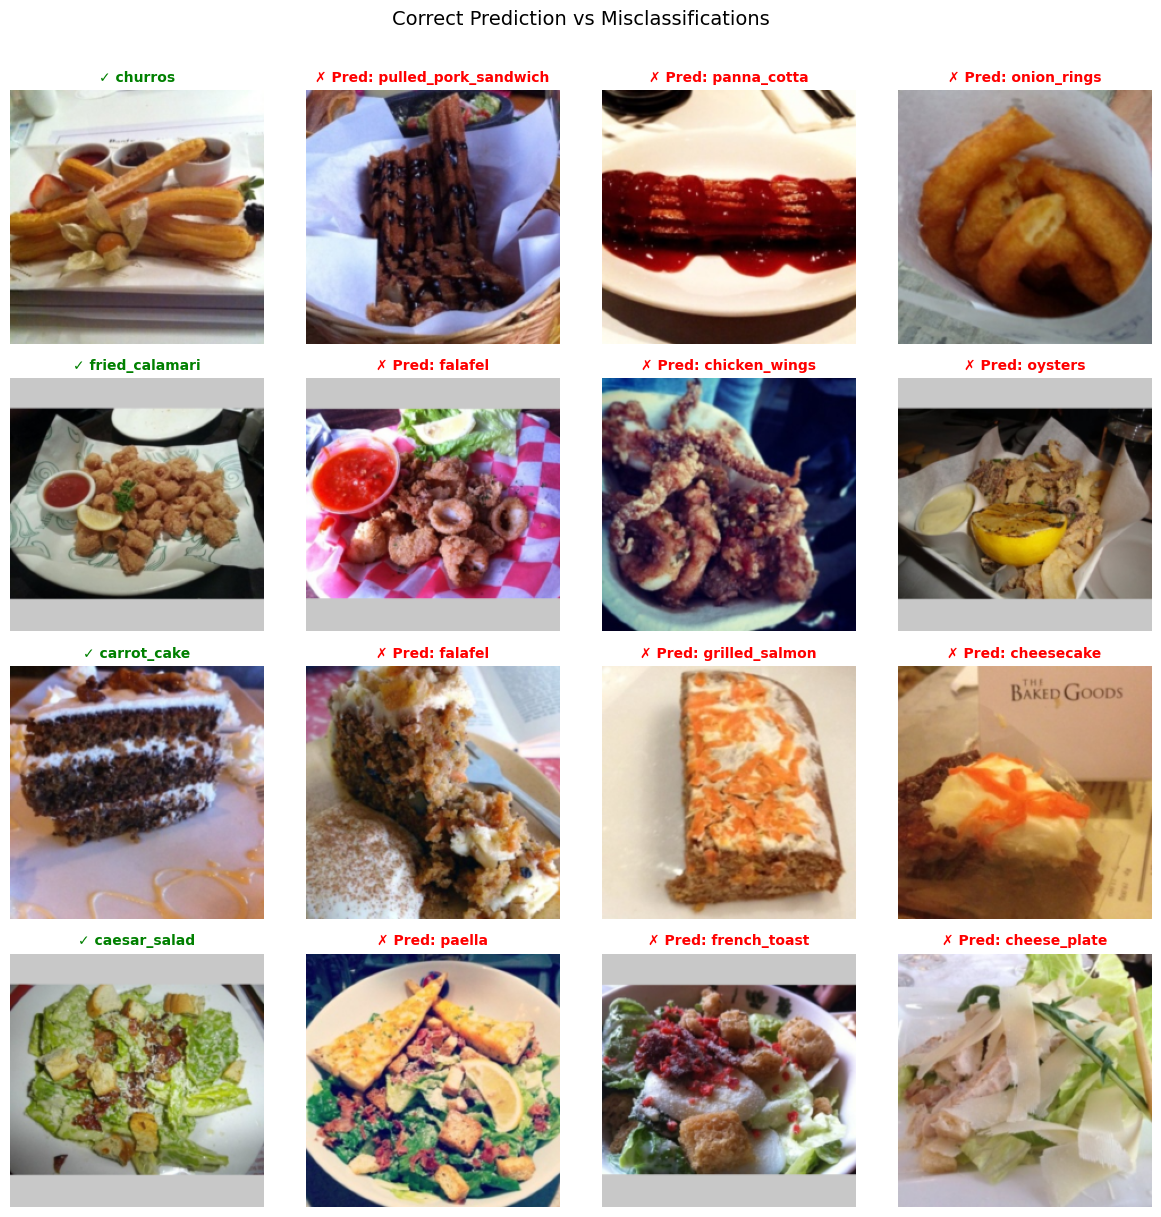 Correct Prediction vs Misclassifications
✓ churros
✗ Pred: pulled_pork_sandwich
✗ Pred: panna_cotta
✗ Pred: onion_rings
✓ fried_calamari
✗ Pred: falafel
✗ Pred: chicken_wings
✗ Pred: oysters
✓ carrot_cake
✗ Pred: falafel
✗ Pred: grilled_salmon
✗ Pred: cheesecake
THE
BAKED GOODS
✓ caesar_salad
✗ Pred: paella
✗ Pred: french_toast
✗ Pred: cheese_plate